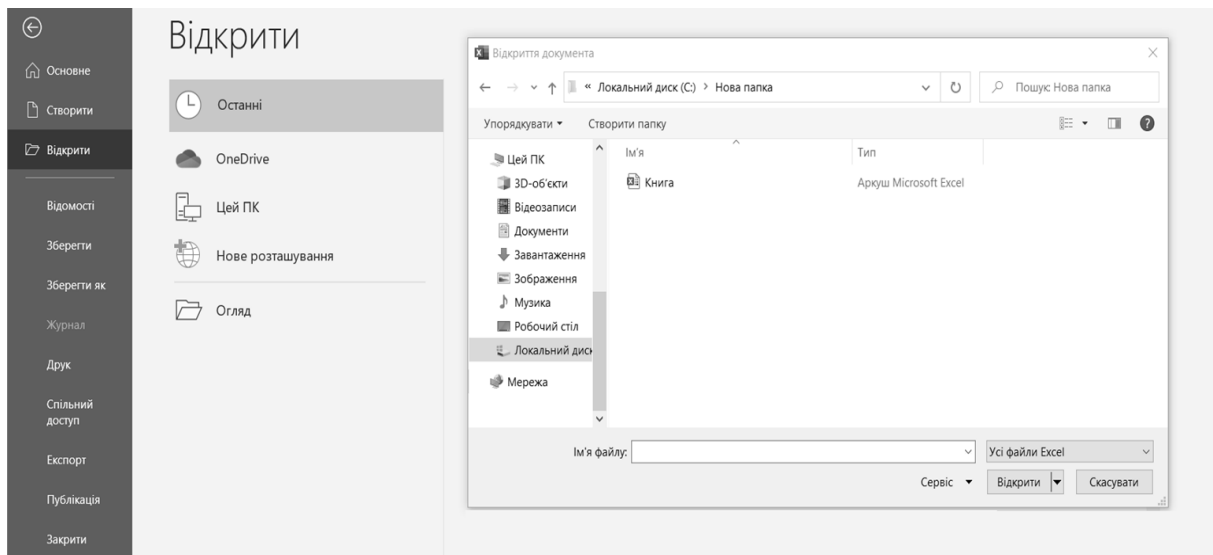 Відкрити
Основне
Створити
Відкрити
Відомості
Зберегти
Зберегти як
Журнал
Друк
Спільний
доступ
Експорт
Публікація
Закрити
Останні
OneDrive
Цей ПК
Нове розташування
Огляд
Відкриття документа
« Локальний диск (C:) > Нова папка
Пошук: Нова папка
Упорядкувати
Створити папку
Ім'я
Тип
Цей ПК
3D-об'єкти
Відеозаписи
Документи
Завантаження
Зображення
Музика
Робочий стіл
Локальний диск
Мережа
Книга
Аркуш Microsoft Excel
Ім'я файлу:
Усі файли Excel
Сервіс
Відкрити
Скасувати